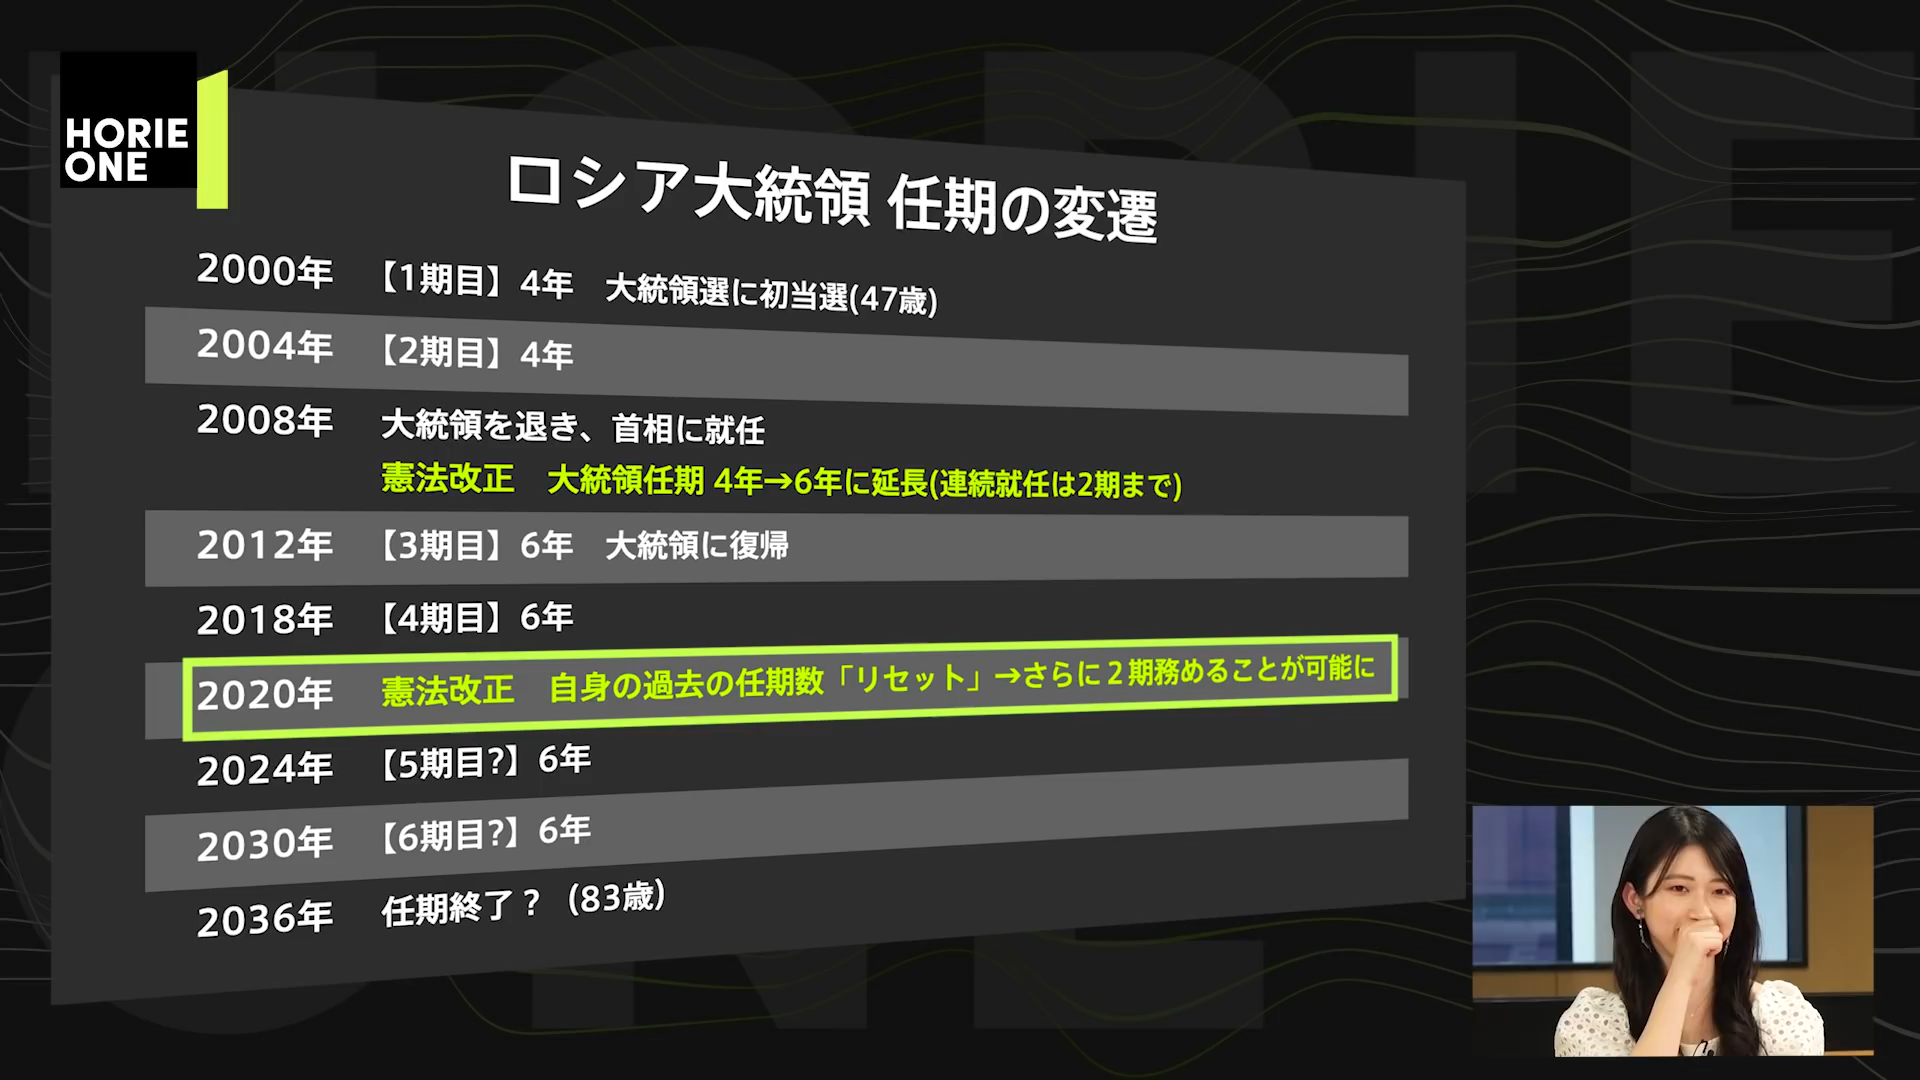 HORIE
ONE
ロシア大統領 任期の変遷
2000年 【1期目】4年 大統領選に初当選(47歳)
2004年 【2期目】4年
2008年 大統領を退き、首相に就任
憲法改正 大統領任期 4年→6年に延長(連続就任は2期まで)
2012年 【3期目】6年 大統領に復帰
2018年 【4期目】6年
2020年 憲法改正 自身の過去の任期数「リセット」→さらに2期務めることが可能に
2024年 【5期目?】6年
2030年 【6期目?】6年
2036年 任期終了？ (83歳)